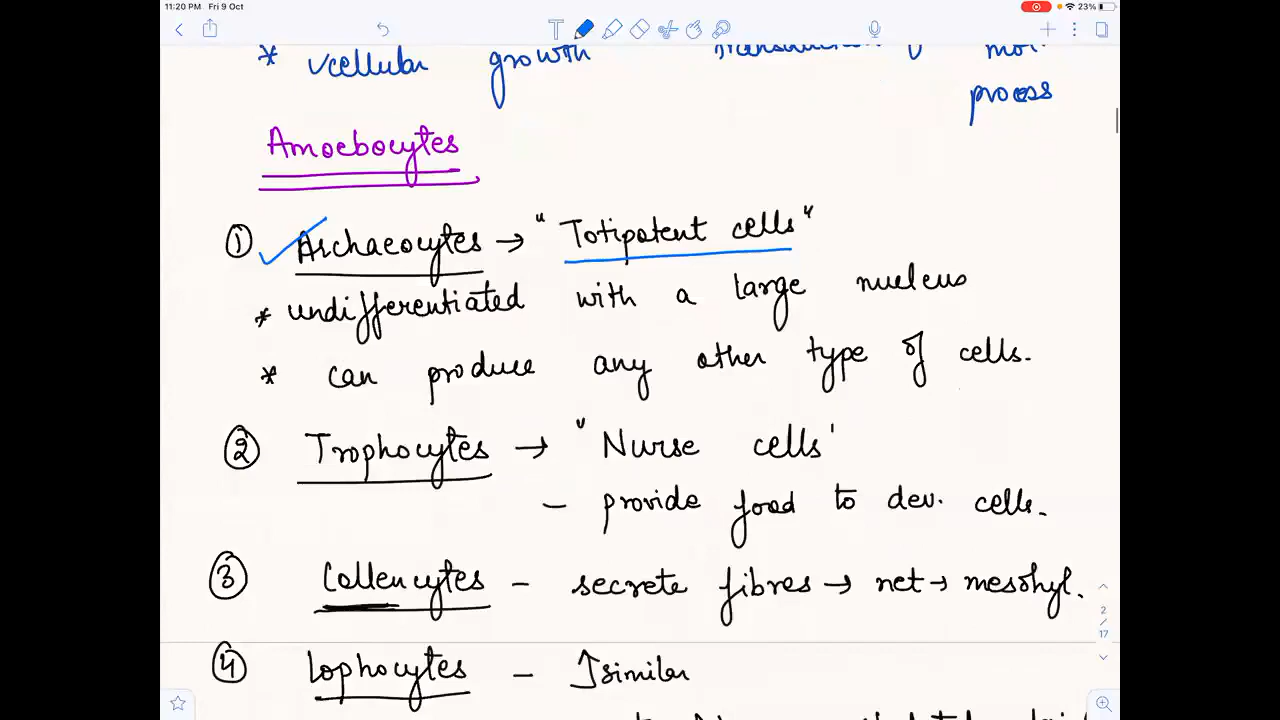 11:20 PM Fri 9 Oct
23%
* cellular growth
process
Amoebocytes
① Archaeocytes → "Totipotent cells"
* undifferentiated with a large nucleus
* can produce any other type of cells.
② Trophocytes → "Nurse cells'
– provide food to dev. cells.
③ Collencytes – secrete fibres → net → mesohyl.
④ Lophocytes – ↑similar
2
/
17